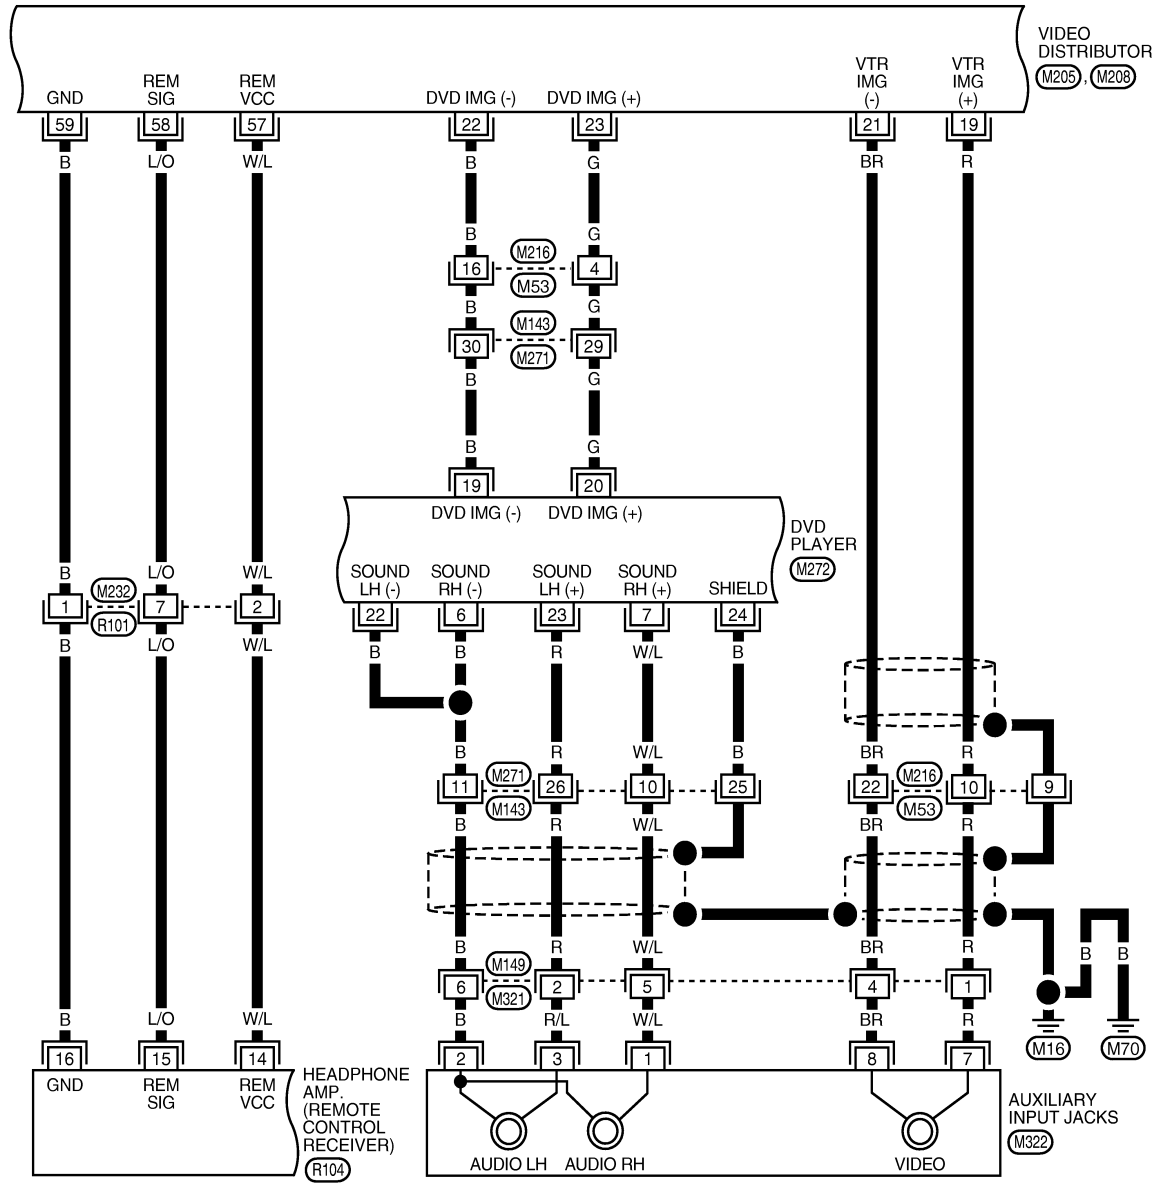 VIDEO
DISTRIBUTOR
M205 , M208
GND
REM
SIG
REM
VCC
DVD IMG (-)
DVD IMG (+)
VTR
IMG
(-)
VTR
IMG
(+)
59 58 57 22 23 21 19
B L/O W/L B G BR R
B G
M216
16 4
M53
B G
M143
30 29
M271
B G
B G
19 20
DVD IMG (-)
DVD IMG (+)
DVD
PLAYER
M272
SOUND
LH (-)
SOUND
RH (-)
SOUND
LH (+)
SOUND
RH (+)
SHIELD
22 6 23 7 24
B B R W/L B
B L/O W/L
M232
1 7 2
R101
B L/O W/L
B R W/L B BR R
M271
M216
11 26 10 25 22 10 9
M143
M53
B R W/L BR R
B R W/L BR R
B B
M149
6 2 5 4 1
M321
B L/O W/L B R/L W/L BR R
M16 M70
16 15 14 2 3 1 8 7
GND
REM
SIG
REM
VCC
HEADPHONE
AMP.
(REMOTE
CONTROL
RECEIVER)
R104
AUDIO LH
AUDIO RH
VIDEO
AUXILIARY
INPUT JACKS
M322